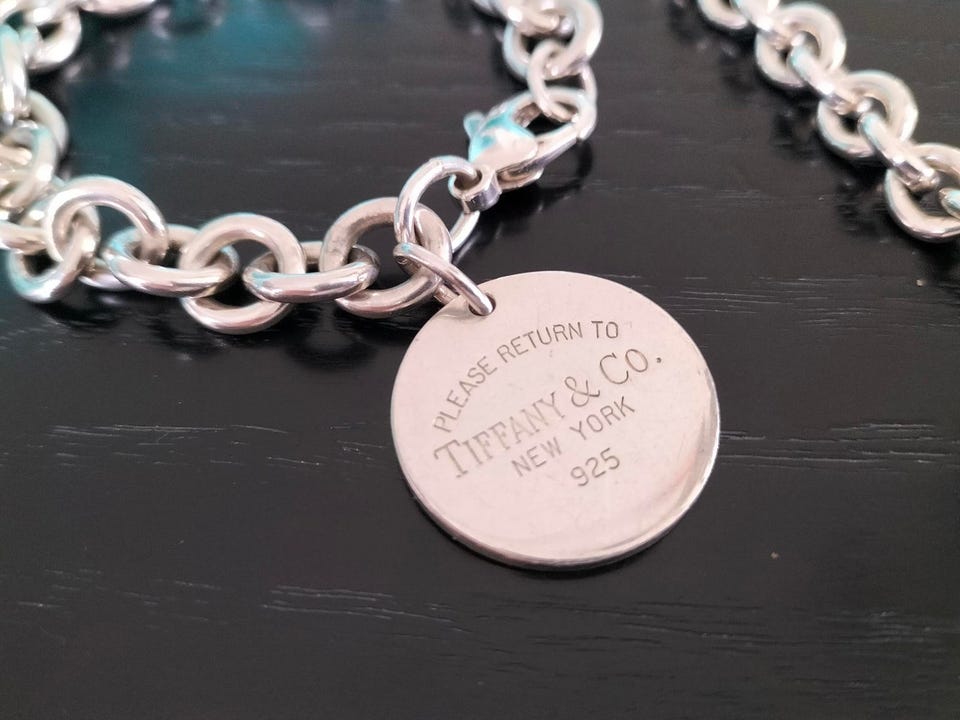 PLEASE RETURN TO
TIFFANY & CO.
NEW YORK
925